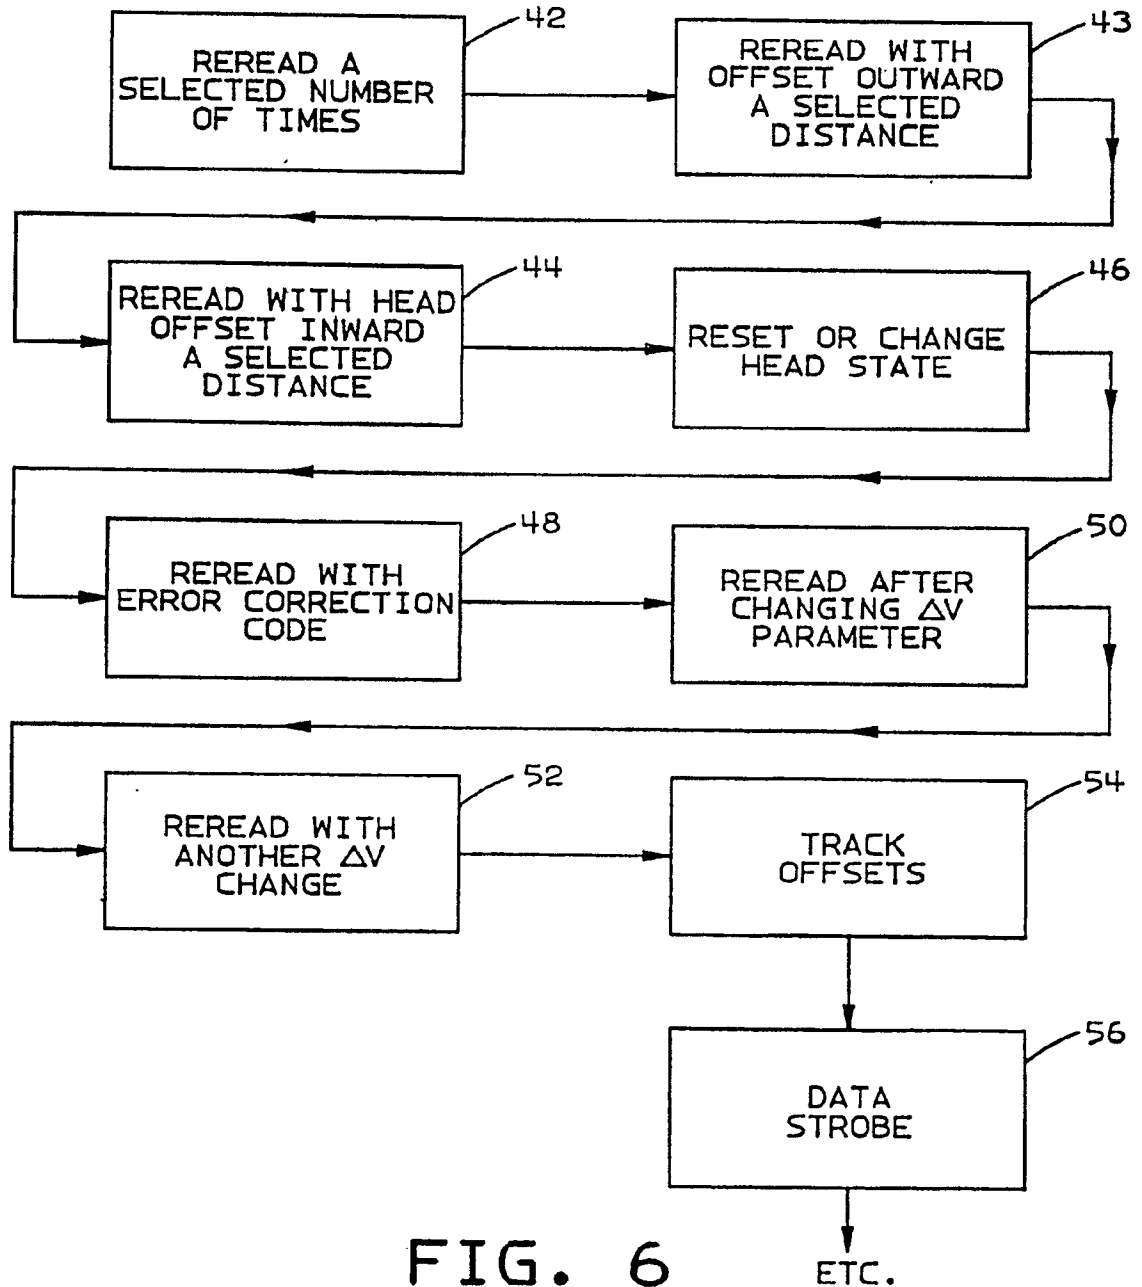 42
REREAD A
SELECTED NUMBER
OF TIMES
43
REREAD WITH
OFFSET OUTWARD
A SELECTED
DISTANCE
44
REREAD WITH HEAD
OFFSET INWARD
A SELECTED
DISTANCE
46
RESET OR CHANGE
HEAD STATE
48
REREAD WITH
ERROR CORRECTION
CODE
50
REREAD AFTER
CHANGING ΔV
PARAMETER
52
REREAD WITH
ANOTHER ΔV
CHANGE
54
TRACK
OFFSETS
56
DATA
STROBE
ETC.
FIG. 6